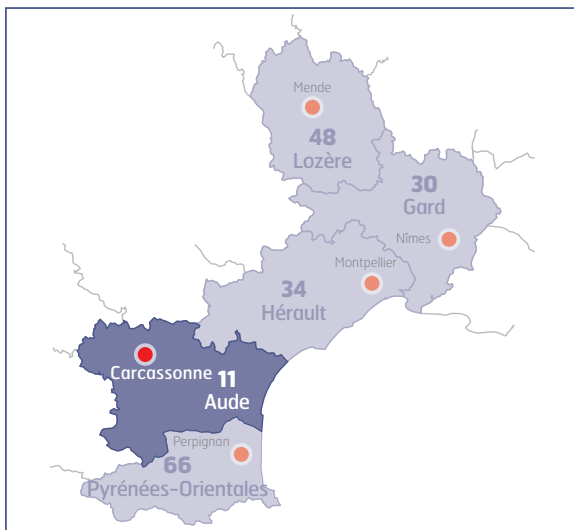 Mende
48
Lozère
30
Gard
Nîmes
Montpellier
34
Hérault
Carcassonne 11
Aude
Perpignan
66
Pyrénées-Orientales